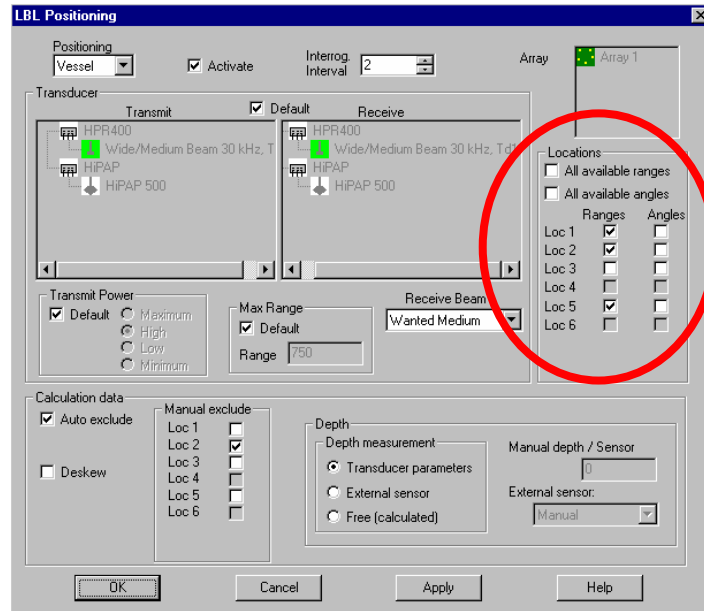 LBL Positioning
Positioning
Vessel
Activate
Interrog.
Interval
2
Array
Array 1
Transducer
Transmit
Default
Receive
HPR400
Wide/Medium Beam 30 kHz, T
HiPAP
HiPAP 500
HPR400
Wide/Medium Beam 30 kHz, Td1
HiPAP
HiPAP 500
Locations
All available ranges
All available angles
Ranges Angles
Loc 1
Loc 2
Loc 3
Loc 4
Loc 5
Loc 6
Transmit Power
Default
Maximum
High
Low
Minimum
Max Range
Default
Range 750
Receive Beam
Wanted Medium
Calculation data
Auto exclude
Deskew
Manual exclude
Loc 1
Loc 2
Loc 3
Loc 4
Loc 5
Loc 6
Depth
Depth measurement
Transducer parameters
External sensor
Free (calculated)
Manual depth / Sensor
0
External sensor:
Manual
OK Cancel Apply Help